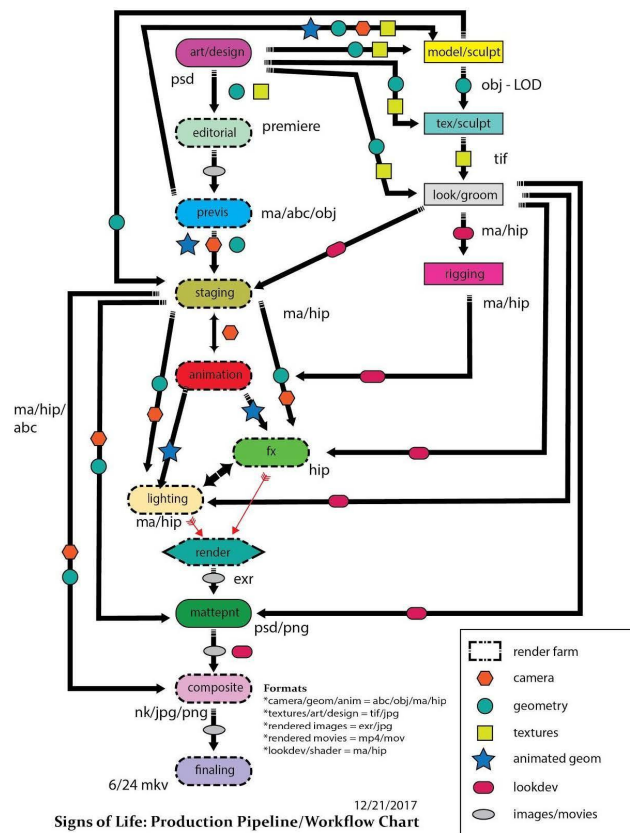 art/design
model/sculpt
psd
obj - LOD
editorial
premiere
tex/sculpt
tif
look/groom
previs
ma/abc/obj
ma/hip
rigging
staging
ma/hip
ma/hip
animation
ma/hip/
abc
fx
hip
lighting
ma/hip
render
exr
mattepnt
psd/png
composite
nk/jpg/png
Formats
*camera/geom/anim = abc/obj/ma/hip
*textures/art/design = tif/jpg
*rendered images = exr/jpg
*rendered movies = mp4/mov
*lookdev/shader = ma/hip
finaling
6/24 mkv
render farm
camera
geometry
textures
animated geom
lookdev
images/movies
12/21/2017
Signs of Life: Production Pipeline/Workflow Chart